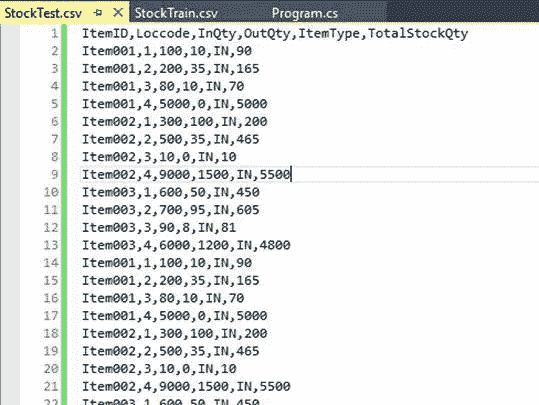 StockTest.csv StockTrain.csv Program.cs
1 ItemID,Loccode,InQty,OutQty,ItemType,TotalStockQty
2 Item001,1,100,10,IN,90
3 Item001,2,200,35,IN,165
4 Item001,3,80,10,IN,70
5 Item001,4,5000,0,IN,5000
6 Item002,1,300,100,IN,200
7 Item002,2,500,35,IN,465
8 Item002,3,10,0,IN,10
9 Item002,4,9000,1500,IN,5500
10 Item003,1,600,50,IN,450
11 Item003,2,700,95,IN,605
12 Item003,3,90,8,IN,81
13 Item003,4,6000,1200,IN,4800
14 Item001,1,100,10,IN,90
15 Item001,2,200,35,IN,165
16 Item001,3,80,10,IN,70
17 Item001,4,5000,0,IN,5000
18 Item002,1,300,100,IN,200
19 Item002,2,500,35,IN,465
20 Item002,3,10,0,IN,10
21 Item002,4,9000,1500,IN,5500
22 Item003,1,600,50,IN,450